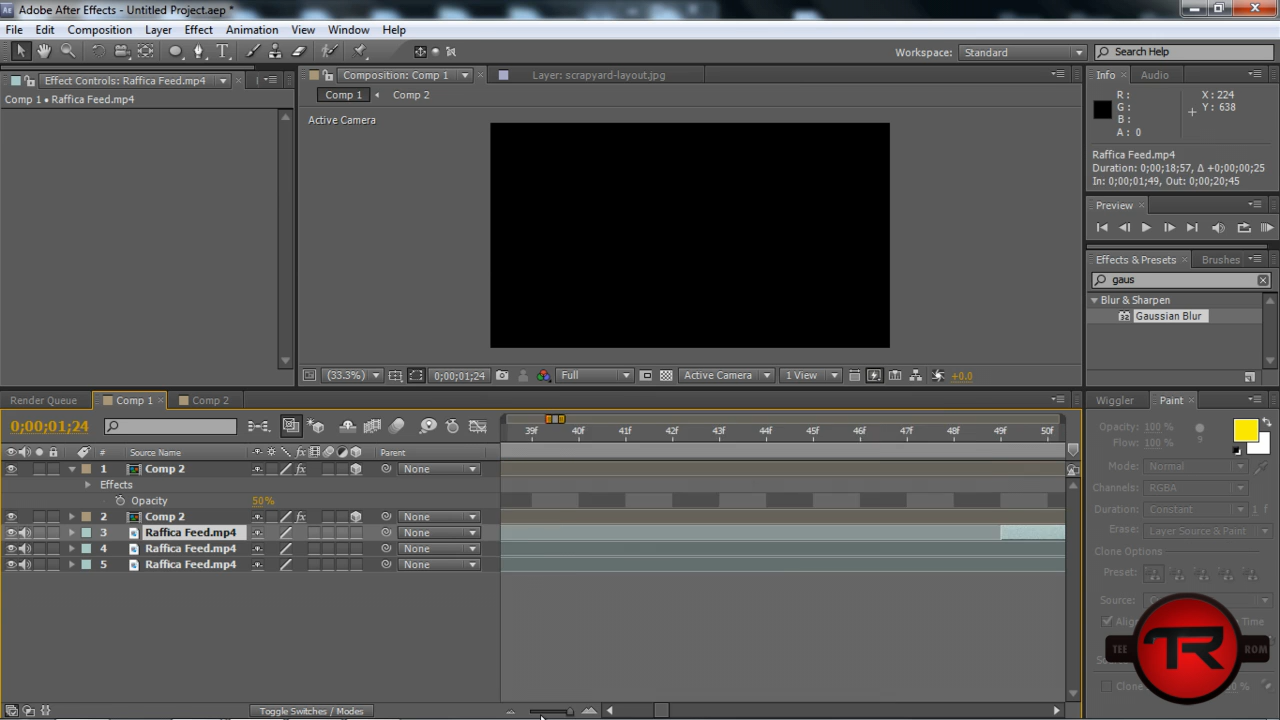 Adobe After Effects - Untitled Project.aep *
File Edit Composition Layer Effect Animation View Window Help
Workspace: Standard Search Help
Effect Controls: Raffica Feed.mp4
Composition: Comp 1
Layer: scrapyard-layout.jpg
Info Audio
Comp 1 • Raffica Feed.mp4
Comp 1 Comp 2
Active Camera
R :
G :
B :
A : 0
X : 224
Y : 638
Raffica Feed.mp4
Duration: 0;00;18;57, Δ +0;00;00;25
In: 0;00;01;49, Out: 0;00;20;45
Preview
Effects & Presets Brushes
gaus
Blur & Sharpen
32 Gaussian Blur
(33.3%) 0;00;01;24 Full Active Camera 1 View +0.0
Render Queue Comp 1 Comp 2
Wiggler Paint
0;00;01;24
39f 40f 41f 42f 43f 44f 45f 46f 47f 48f 49f 50f
# Source Name fx Parent
1 Comp 2 fx None
Effects
Opacity 50%
2 Comp 2 fx None
3 Raffica Feed.mp4 None
4 Raffica Feed.mp4 None
5 Raffica Feed.mp4 None
Opacity: 100 %
Flow: 100 % 9
Mode: Normal
Channels: RGBA
Duration: Constant 1 f
Erase: Layer Source & Paint
Clone Options
Preset:
Source:
TEE TR ROM
Toggle Switches / Modes